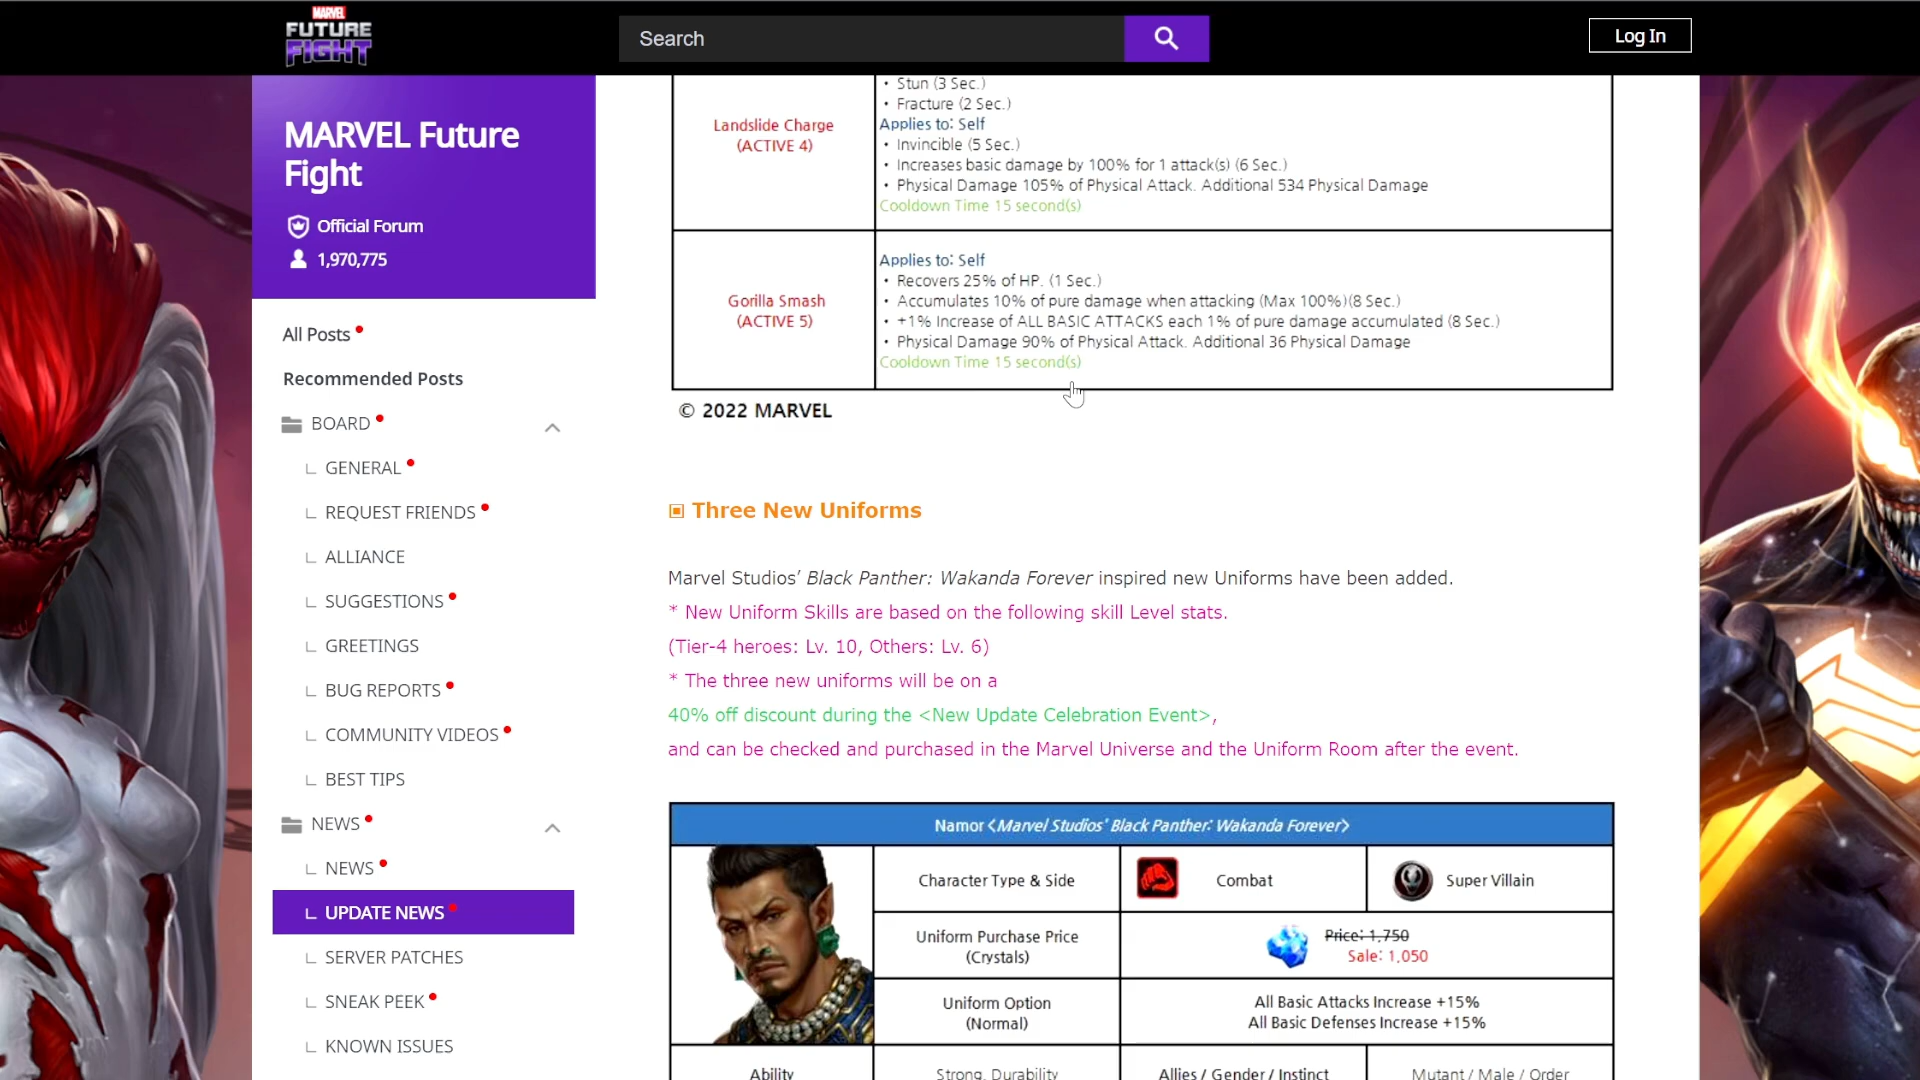 MARVEL
FUTURE
FIGHT
Search
Log In
MARVEL Future
Fight
Official Forum
1,970,775
All Posts
Recommended Posts
BOARD
GENERAL
REQUEST FRIENDS
ALLIANCE
SUGGESTIONS
GREETINGS
BUG REPORTS
COMMUNITY VIDEOS
BEST TIPS
NEWS
NEWS
UPDATE NEWS
SERVER PATCHES
SNEAK PEEK
KNOWN ISSUES
Landslide Charge
(ACTIVE 4)
• Stun (3 Sec.)
• Fracture (2 Sec.)
Applies to: Self
• Invincible (5 Sec.)
• Increases basic damage by 100% for 1 attack(s) (6 Sec.)
• Physical Damage 105% of Physical Attack. Additional 534 Physical Damage
Cooldown Time 15 second(s)
Gorilla Smash
(ACTIVE 5)
Applies to: Self
• Recovers 25% of HP. (1 Sec.)
• Accumulates 10% of pure damage when attacking (Max 100%)(8 Sec.)
• +1% Increase of ALL BASIC ATTACKS each 1% of pure damage accumulated (8 Sec.)
• Physical Damage 90% of Physical Attack. Additional 36 Physical Damage
Cooldown Time 15 second(s)
© 2022 MARVEL
▣ Three New Uniforms
Marvel Studios’ Black Panther: Wakanda Forever inspired new Uniforms have been added.
* New Uniform Skills are based on the following skill Level stats.
(Tier-4 heroes: Lv. 10, Others: Lv. 6)
* The three new uniforms will be on a
40% off discount during the <New Update Celebration Event>,
and can be checked and purchased in the Marvel Universe and the Uniform Room after the event.
Namor <Marvel Studios' Black Panther: Wakanda Forever>
Character Type & Side
Combat
Super Villain
Uniform Purchase Price
(Crystals)
Price: 1,750
Sale: 1,050
Uniform Option
(Normal)
All Basic Attacks Increase +15%
All Basic Defenses Increase +15%
Ability
Strong, Durability
Allies / Gender / Instinct
Mutant / Male / Order